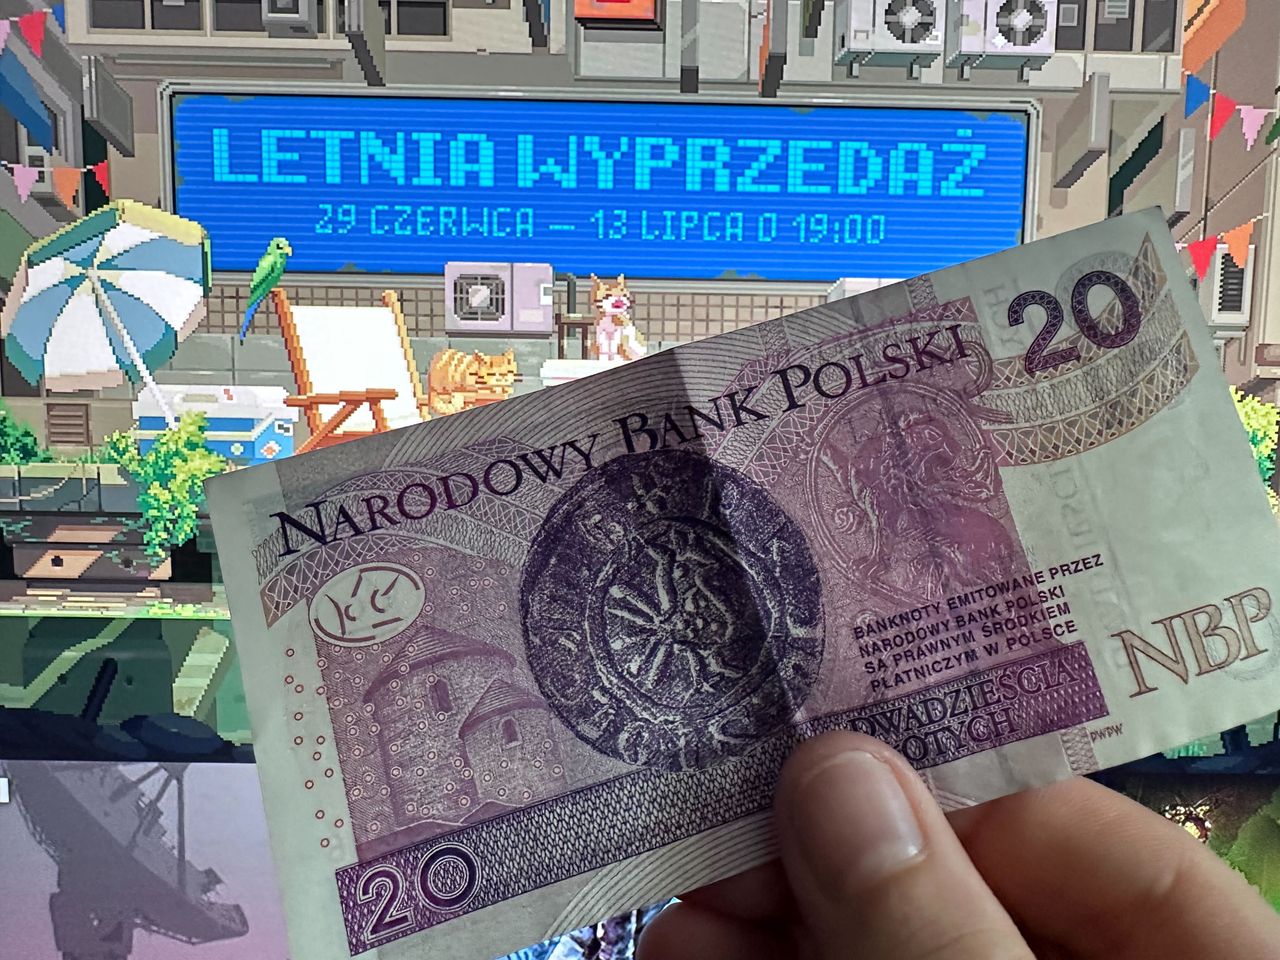 LETNIA WYPRZEDAŻ
29 CZERWCA – 13 LIPCA O 19:00
20
NARODOWY BANK POLSKI
BANKNOTY EMITOWANE PRZEZ
NARODOWY BANK POLSKI
SĄ PRAWNYM ŚRODKIEM
PŁATNICZYM W POLSCE
NBP
DWADZIEŚCIA
ZŁOTYCH
DWDW
20